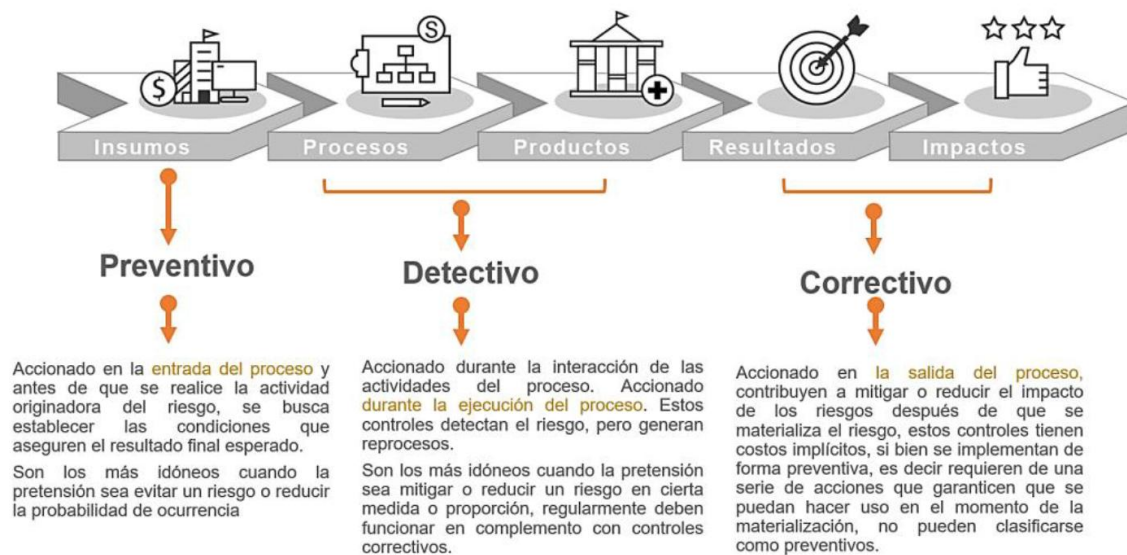 $
S
Insumos
Procesos
Productos
Resultados
Impactos
Preventivo
Detectivo
Correctivo
Accionado en la entrada del proceso y
antes de que se realice la actividad
originadora del riesgo, se busca
establecer las condiciones que
aseguren el resultado final esperado.
Son los más idóneos cuando la
pretensión sea evitar un riesgo o reducir
la probabilidad de ocurrencia
Accionado durante la interacción de las
actividades del proceso. Accionado
durante la ejecución del proceso. Estos
controles detectan el riesgo, pero generan
reprocesos.
Son los más idóneos cuando la pretensión
sea mitigar o reducir un riesgo en cierta
medida o proporción, regularmente deben
funcionar en complemento con controles
correctivos.
Accionado en la salida del proceso,
contribuyen a mitigar o reducir el impacto
de los riesgos después de que se
materializa el riesgo, estos controles tienen
costos implícitos, si bien se implementan de
forma preventiva, es decir requieren de una
serie de acciones que garanticen que se
puedan hacer uso en el momento de la
materialización, no pueden clasificarse
como preventivos.